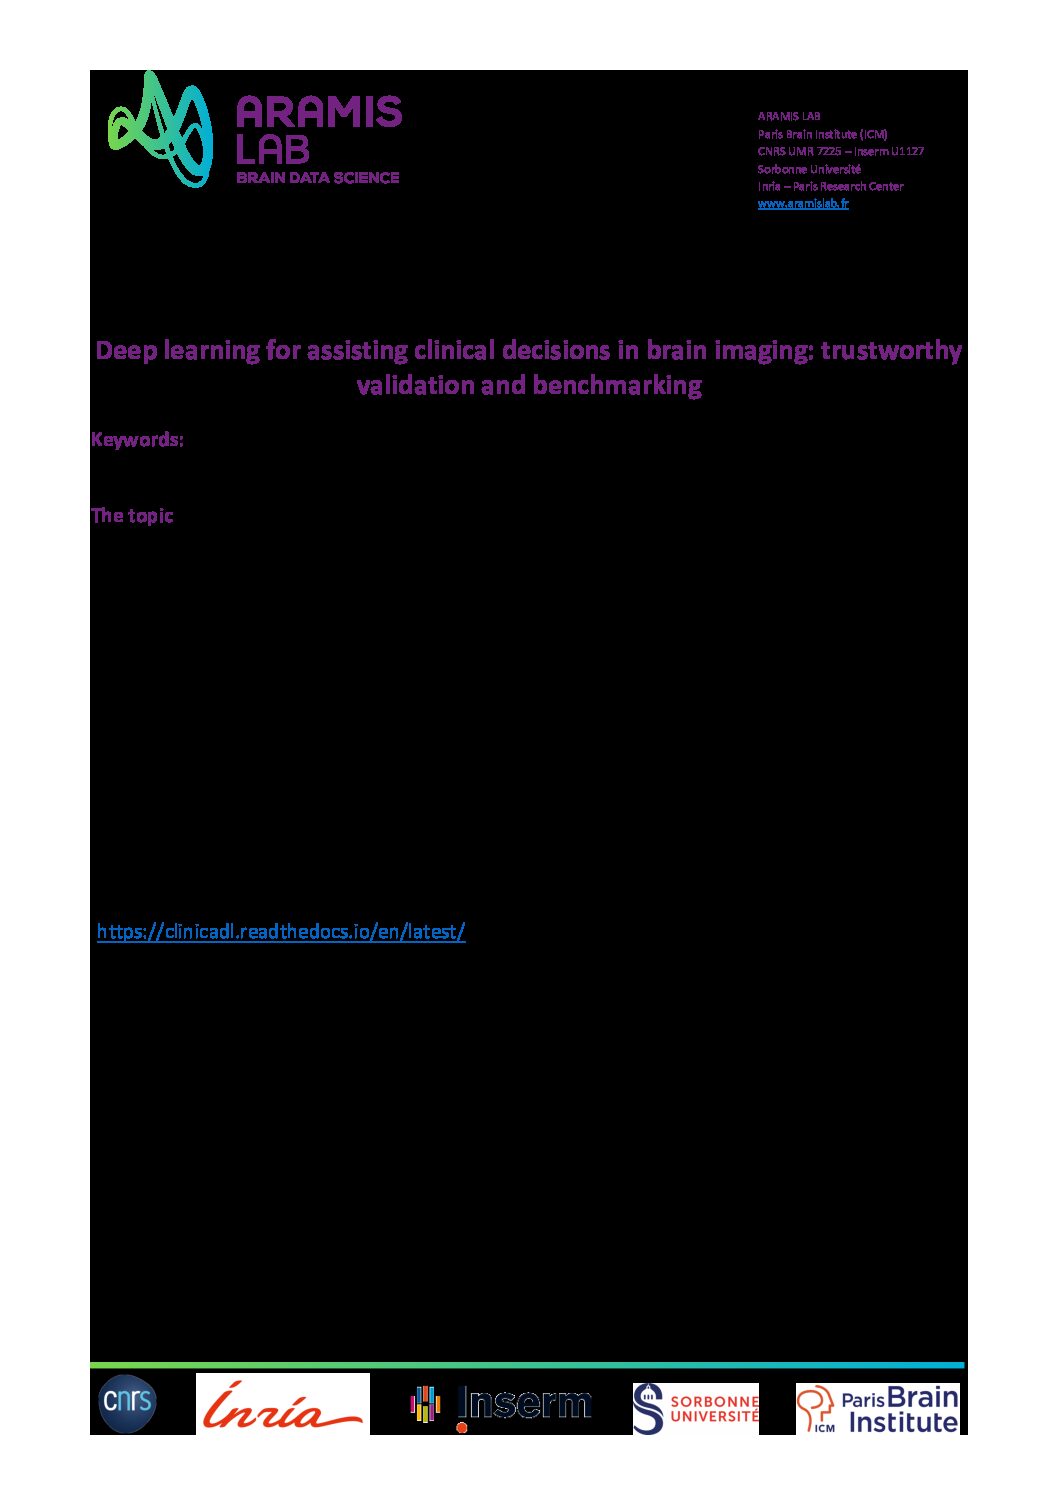 ARAMIS
LAB
BRAIN DATA SCIENCE
ARAMIS LAB
Paris Brain Institute (ICM)
CNRS UMR 7225 – Inserm U1127
Sorbonne Université
Inria – Paris Research Center
www.aramislab.fr
Deep learning for assisting clinical decisions in brain imaging: trustworthy
validation and benchmarking
Keywords:
The topic
https://clinicadl.readthedocs.io/en/latest/
cnrs
Inria
Inserm
SORBONNE
UNIVERSITÉ
Paris Brain
Institute
ICM